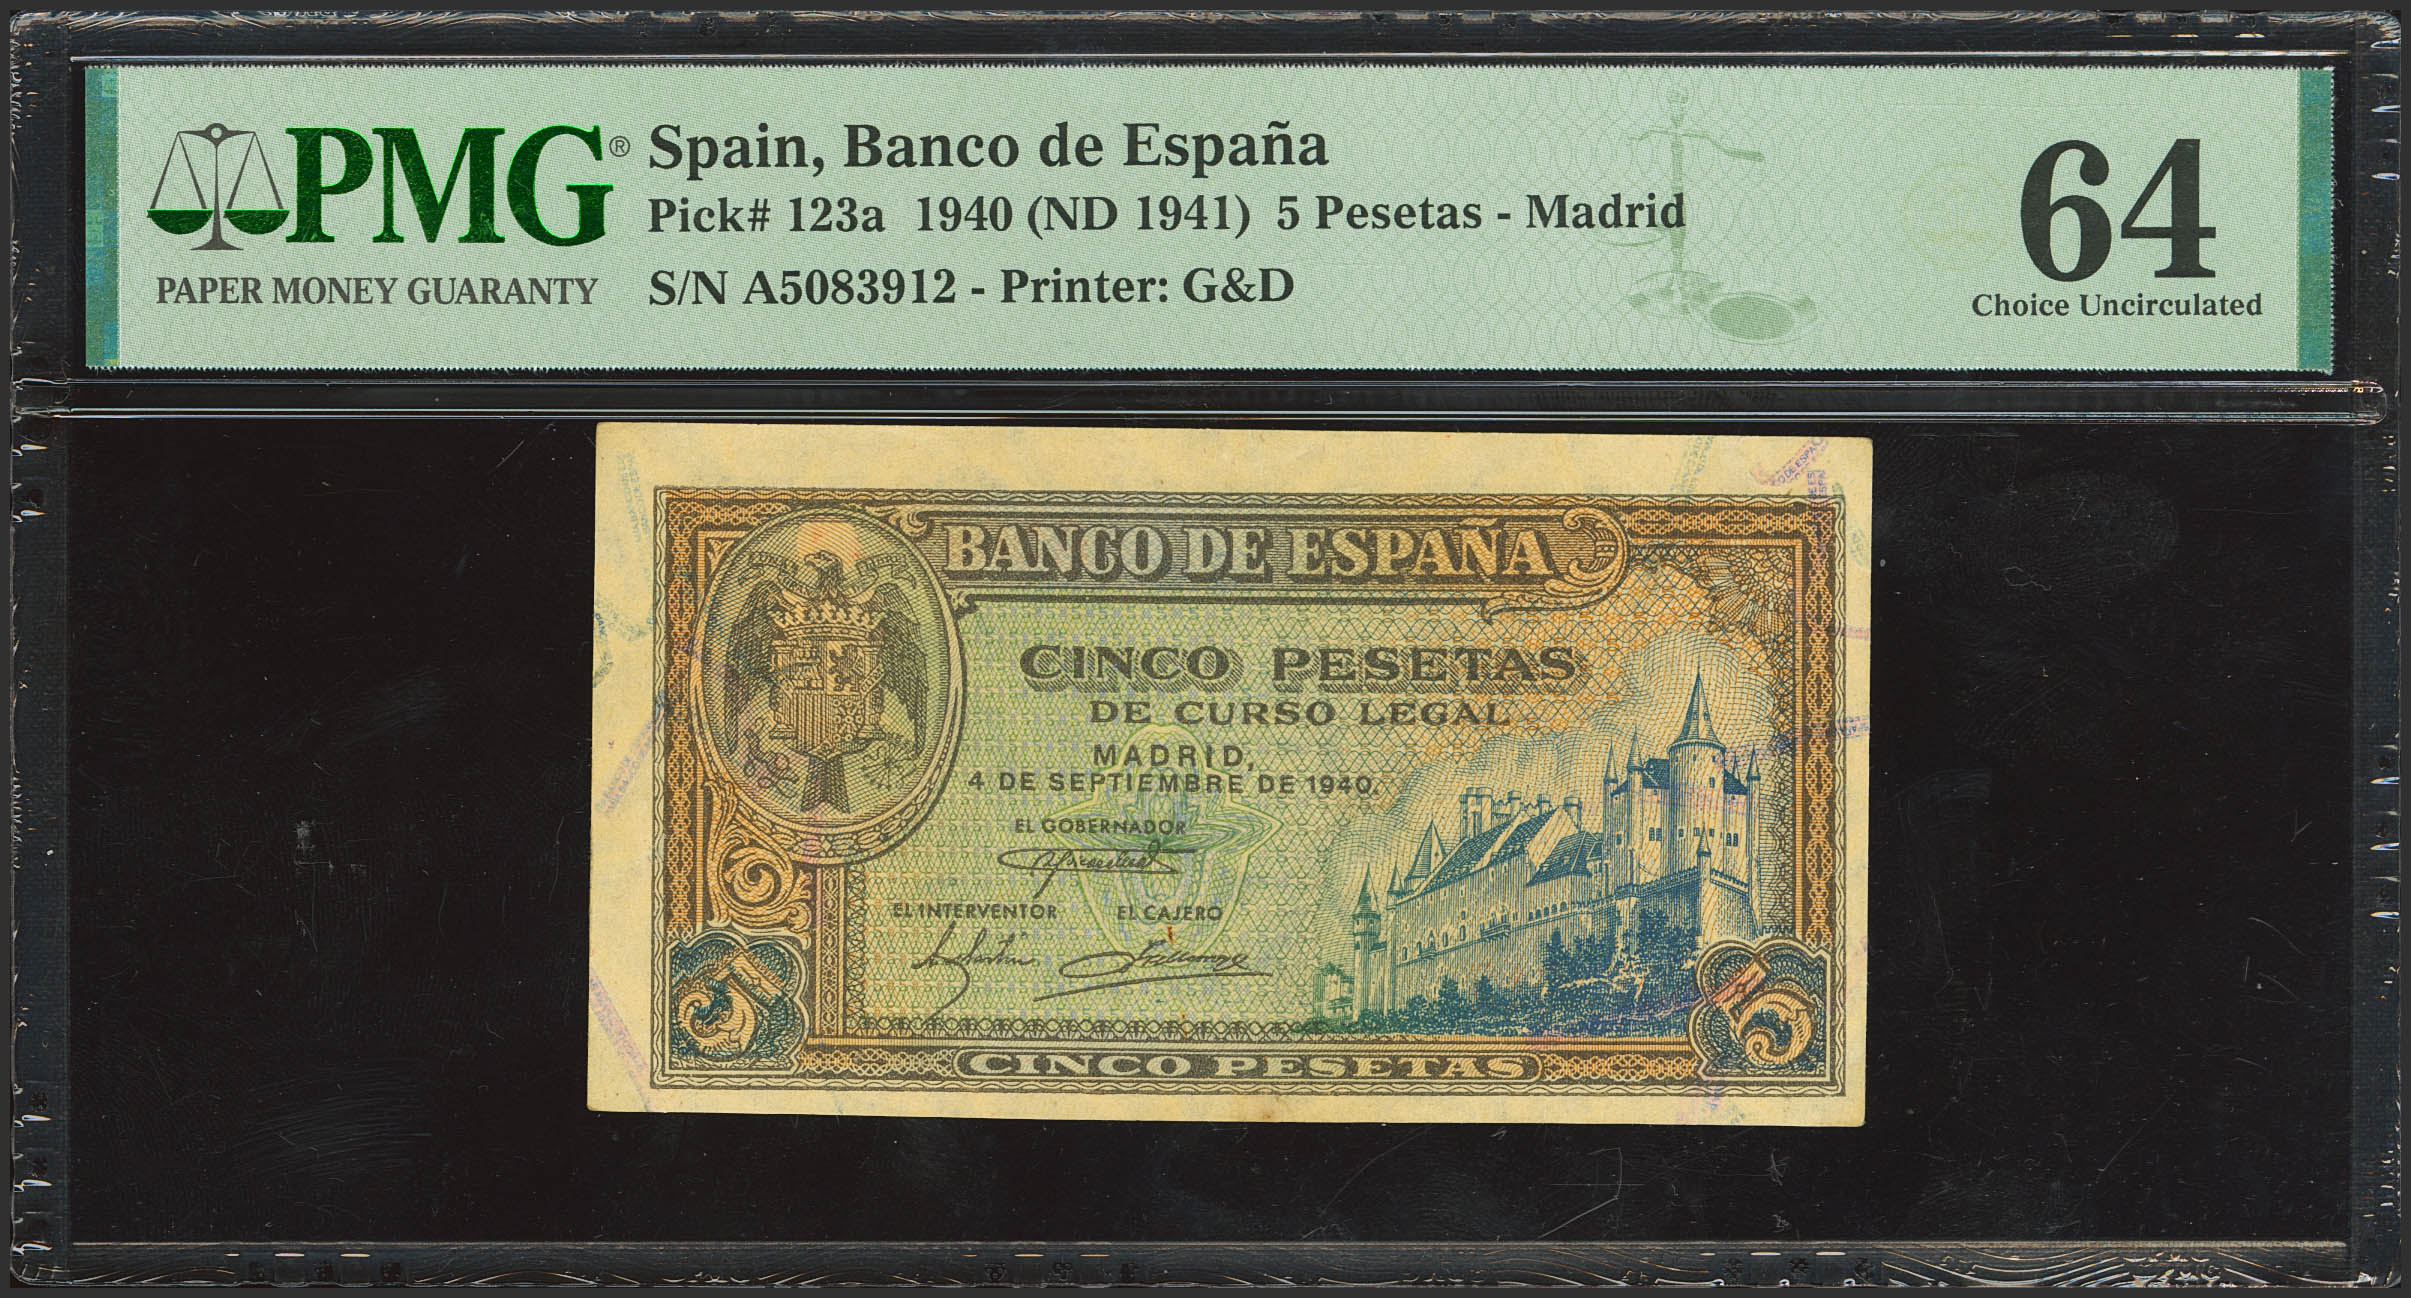 PMG®
PAPER MONEY GUARANTY
Spain, Banco de España
Pick# 123a 1940 (ND 1941) 5 Pesetas - Madrid
S/N A5083912 - Printer: G&D
64
Choice Uncirculated
BANCO DE ESPAÑA
CINCO PESETAS
DE CURSO LEGAL
MADRID,
4 DE SEPTIEMBRE DE 1940.
EL GOBERNADOR
EL INTERVENTOR EL CAJERO
5 5
CINCO PESETAS